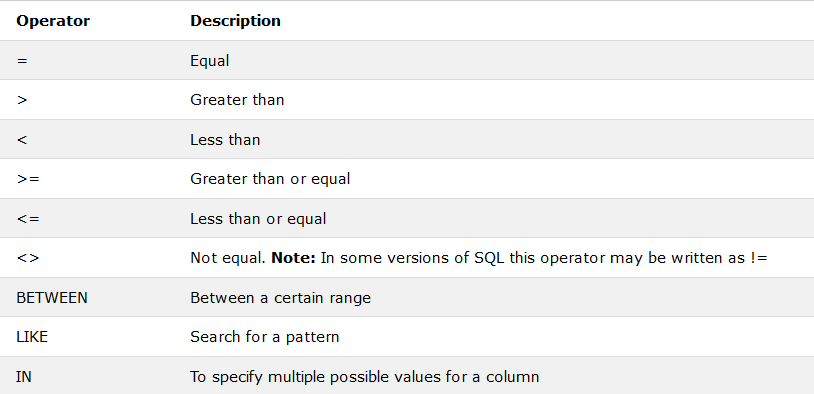 Operator Description
= Equal
> Greater than
< Less than
>= Greater than or equal
<= Less than or equal
<> Not equal. Note: In some versions of SQL this operator may be written as !=
BETWEEN Between a certain range
LIKE Search for a pattern
IN To specify multiple possible values for a column